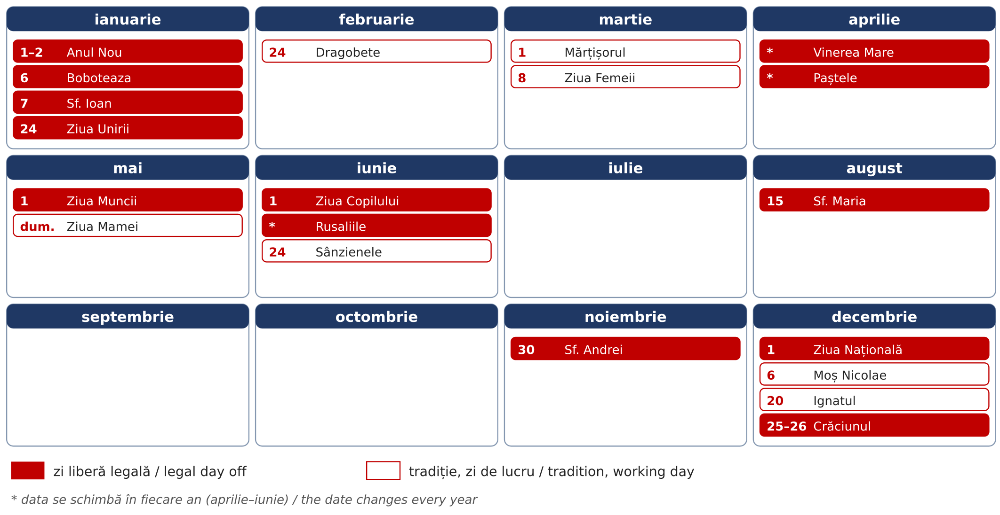 ianuarie
1–2 Anul Nou
6 Boboteaza
7 Sf. Ioan
24 Ziua Unirii
februarie
24 Dragobete
martie
1 Mărțișorul
8 Ziua Femeii
aprilie
* Vinerea Mare
* Paștele
mai
1 Ziua Muncii
dum. Ziua Mamei
iunie
1 Ziua Copilului
* Rusaliile
24 Sânzienele
iulie
august
15 Sf. Maria
septembrie
octombrie
noiembrie
30 Sf. Andrei
decembrie
1 Ziua Națională
6 Moș Nicolae
20 Ignatul
25–26 Crăciunul
zi liberă legală / legal day off
tradiție, zi de lucru / tradition, working day
* data se schimbă în fiecare an (aprilie–iunie) / the date changes every year